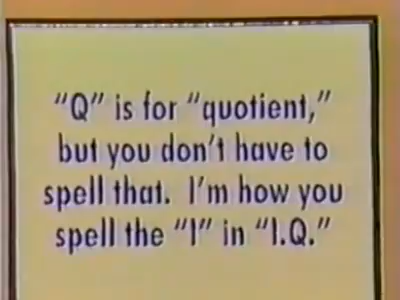 "Q" is for "quotient,"
but you don't have to
spell that. I'm how you
spell the "I" in "I.Q."